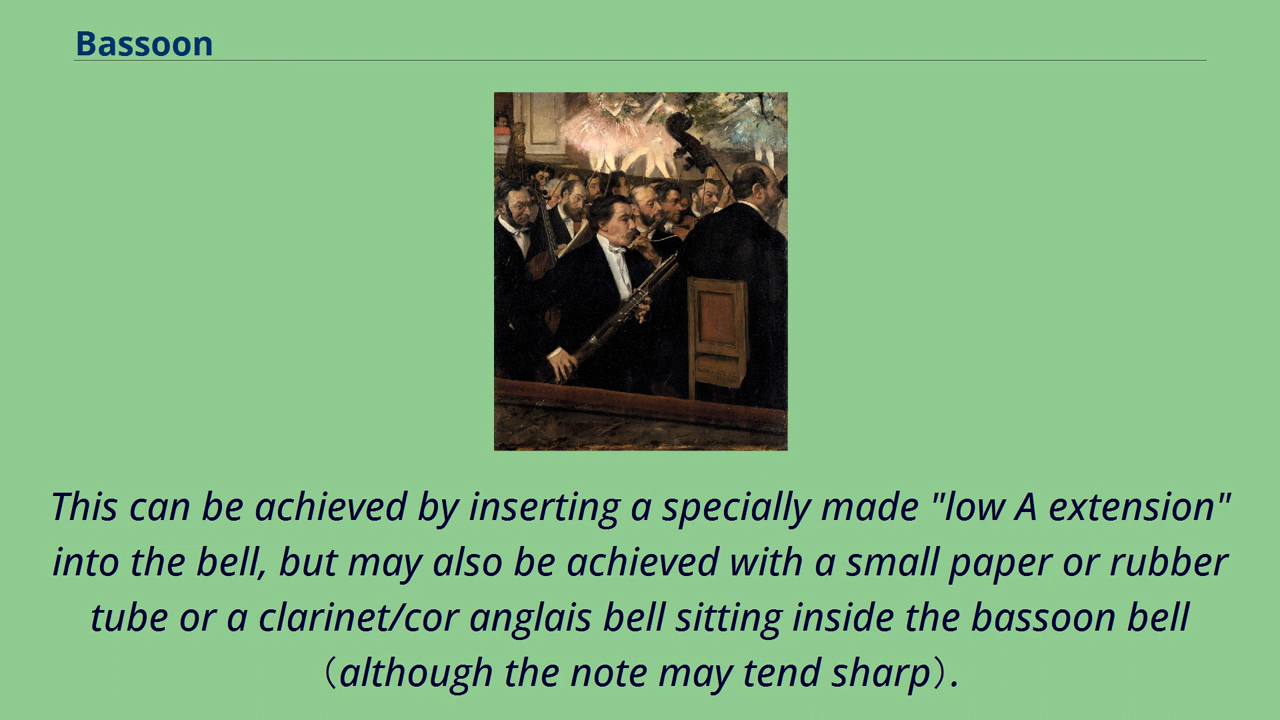 Bassoon
This can be achieved by inserting a specially made "low A extension"
into the bell, but may also be achieved with a small paper or rubber
tube or a clarinet/cor anglais bell sitting inside the bassoon bell
（although the note may tend sharp）.